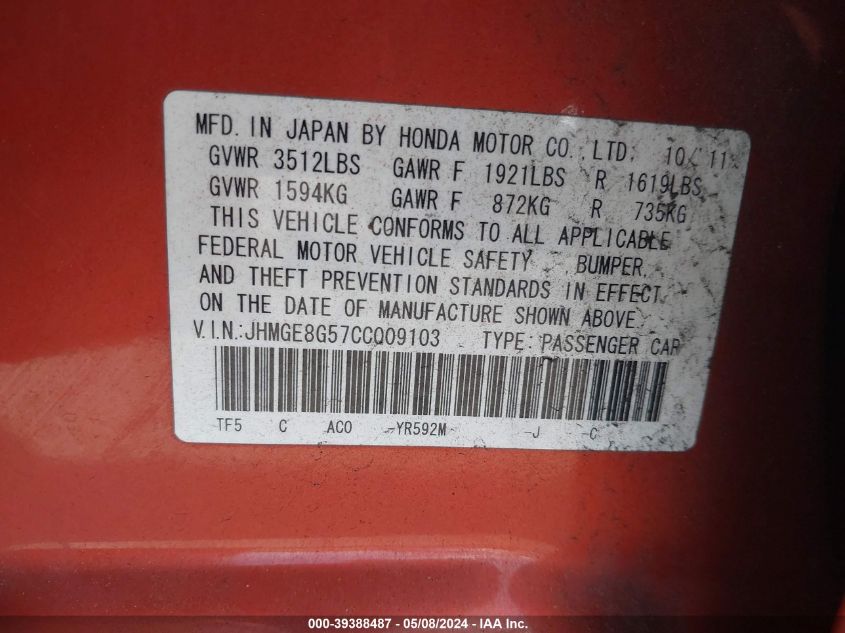 MFD. IN JAPAN BY HONDA MOTOR CO., LTD. 10/11
GVWR 3512LBS GAWR F 1921LBS R 1619LBS
GVWR 1594KG GAWR F 872KG R 735KG
THIS VEHICLE CONFORMS TO ALL APPLICABLE
FEDERAL MOTOR VEHICLE SAFETY, BUMPER,
AND THEFT PREVENTION STANDARDS IN EFFECT
ON THE DATE OF MANUFACTURE SHOWN ABOVE.
V.I.N.:JHMGE8G57CC009103 TYPE: PASSENGER CAR
TF5 C ACO -YR592M -J -C
000-39388487 - 05/08/2024 - IAA Inc.